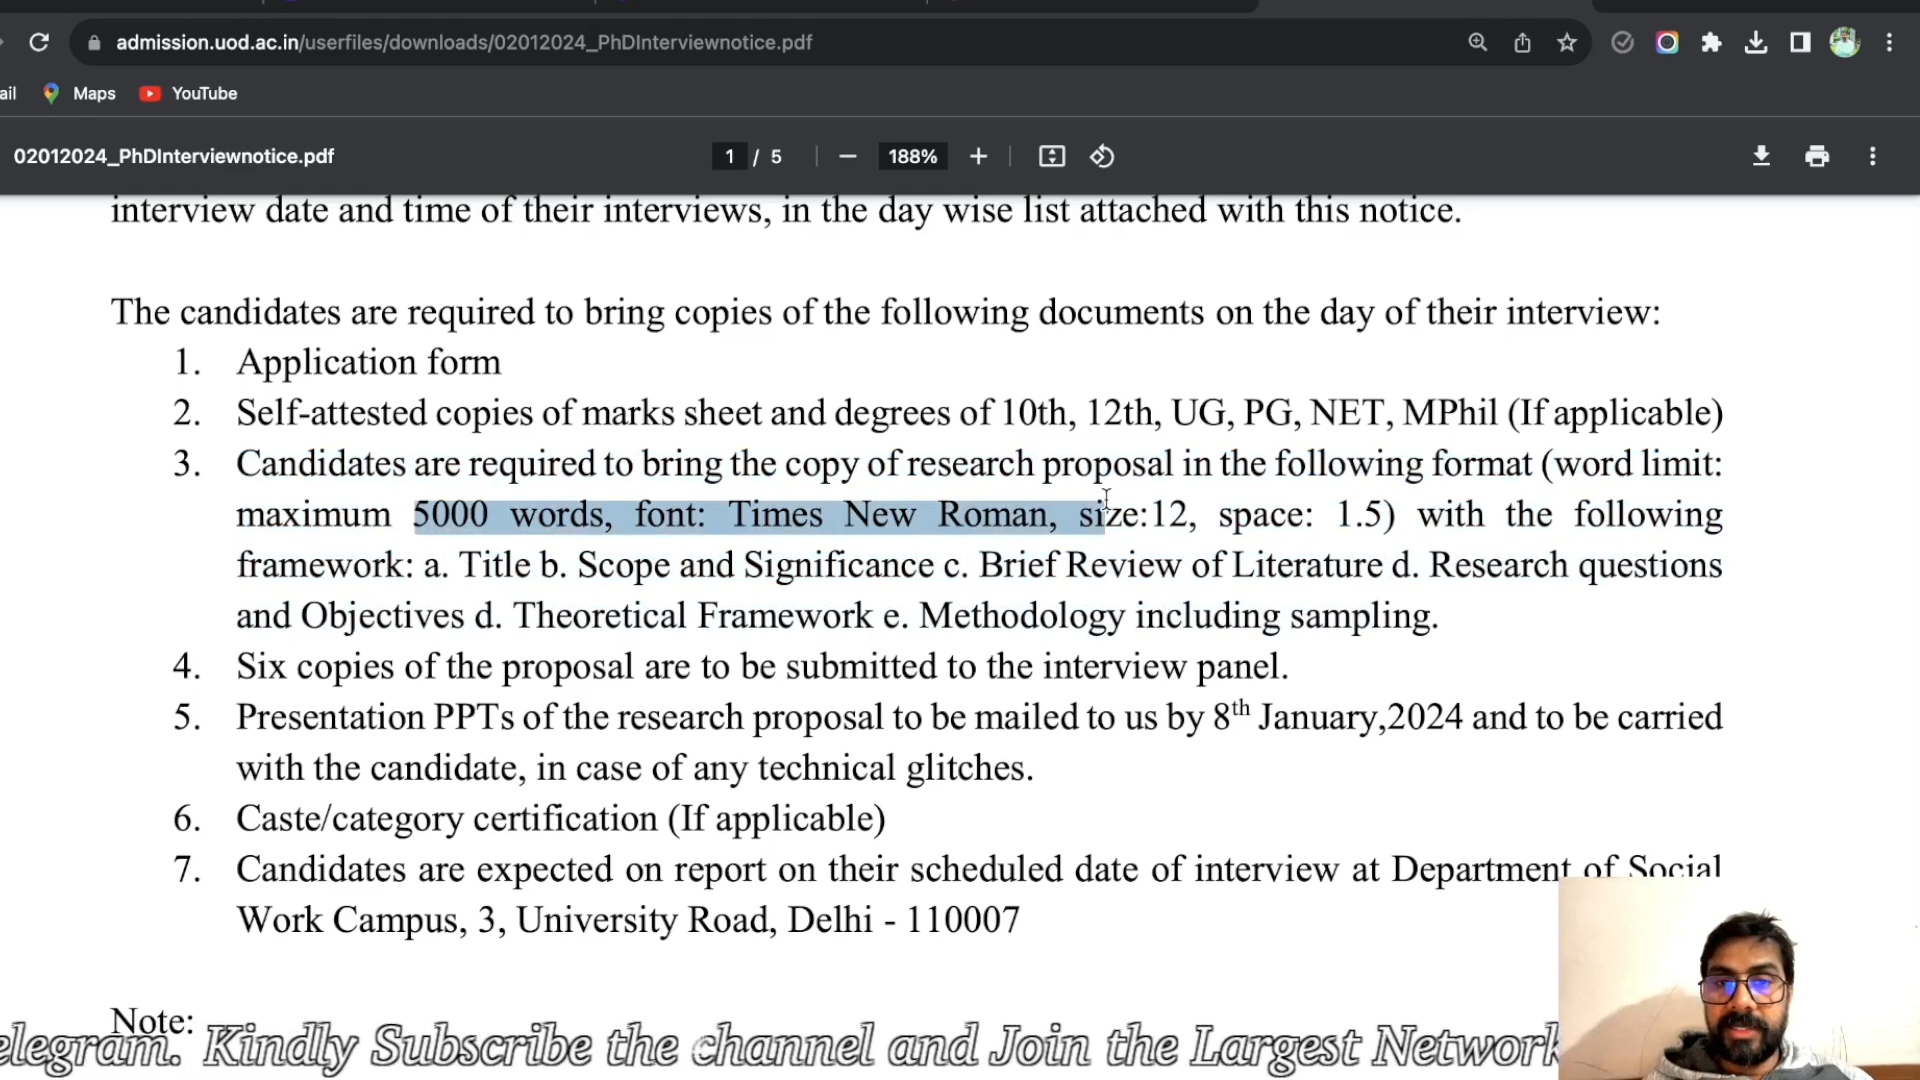 admission.uod.ac.in/userfiles/downloads/02012024_PhDInterviewnotice.pdf
ail Maps YouTube
02012024_PhDInterviewnotice.pdf 1 / 5 188%
interview date and time of their interviews, in the day wise list attached with this notice.
The candidates are required to bring copies of the following documents on the day of their interview:
1. Application form
2. Self-attested copies of marks sheet and degrees of 10th, 12th, UG, PG, NET, MPhil (If applicable)
3. Candidates are required to bring the copy of research proposal in the following format (word limit:
maximum 5000 words, font: Times New Roman, size:12, space: 1.5) with the following
framework: a. Title b. Scope and Significance c. Brief Review of Literature d. Research questions
and Objectives d. Theoretical Framework e. Methodology including sampling.
4. Six copies of the proposal are to be submitted to the interview panel.
5. Presentation PPTs of the research proposal to be mailed to us by 8th January,2024 and to be carried
with the candidate, in case of any technical glitches.
6. Caste/category certification (If applicable)
7. Candidates are expected on report on their scheduled date of interview at Department of Social
Work Campus, 3, University Road, Delhi - 110007
Note:
elegram. Kindly Subscribe the channel and Join the Largest Network